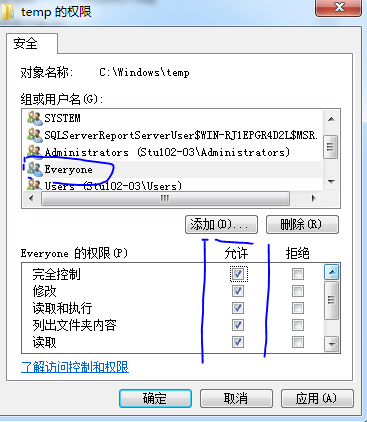 temp 的权限
安全
对象名称: C:\Windows\temp
组或用户名(G):
SYSTEM
SQLServerReportServerUser$WIN-RJ1EPGR4D2L$MSR.
Administrators (Stu102-03\Administrators)
Everyone
Users (Stu102-03\Users)
添加(D)... 删除(R)
Everyone 的权限(P) 允许 拒绝
完全控制
修改
读取和执行
列出文件夹内容
读取
了解访问控制和权限
确定 取消 应用(A)